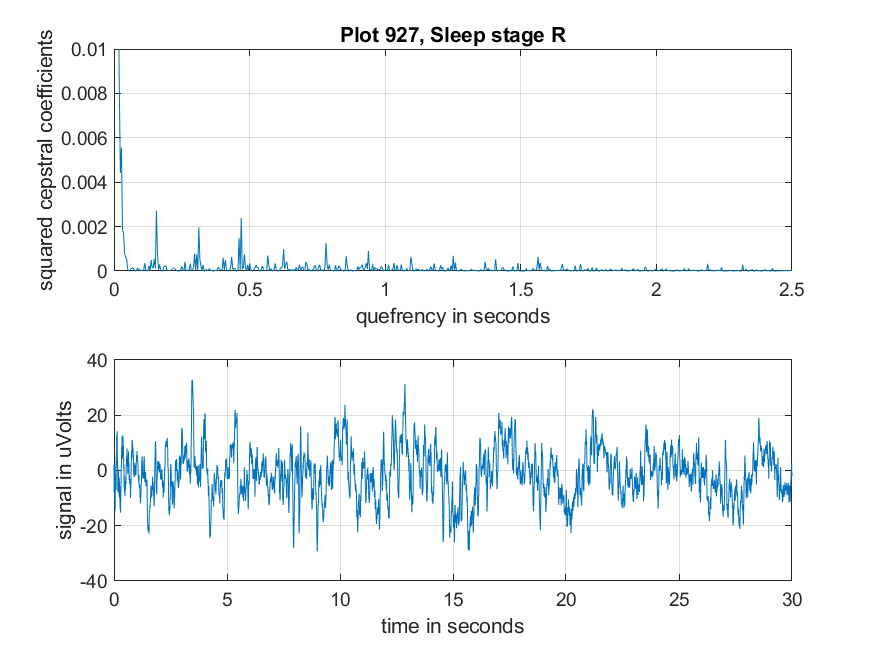 Plot 927, Sleep stage R
squared cepstral coefficients
0.01
0.008
0.006
0.004
0.002
0
0 0.5 1 1.5 2 2.5
quefrency in seconds
signal in uVolts
40
20
0
-20
-40
0 5 10 15 20 25 30
time in seconds